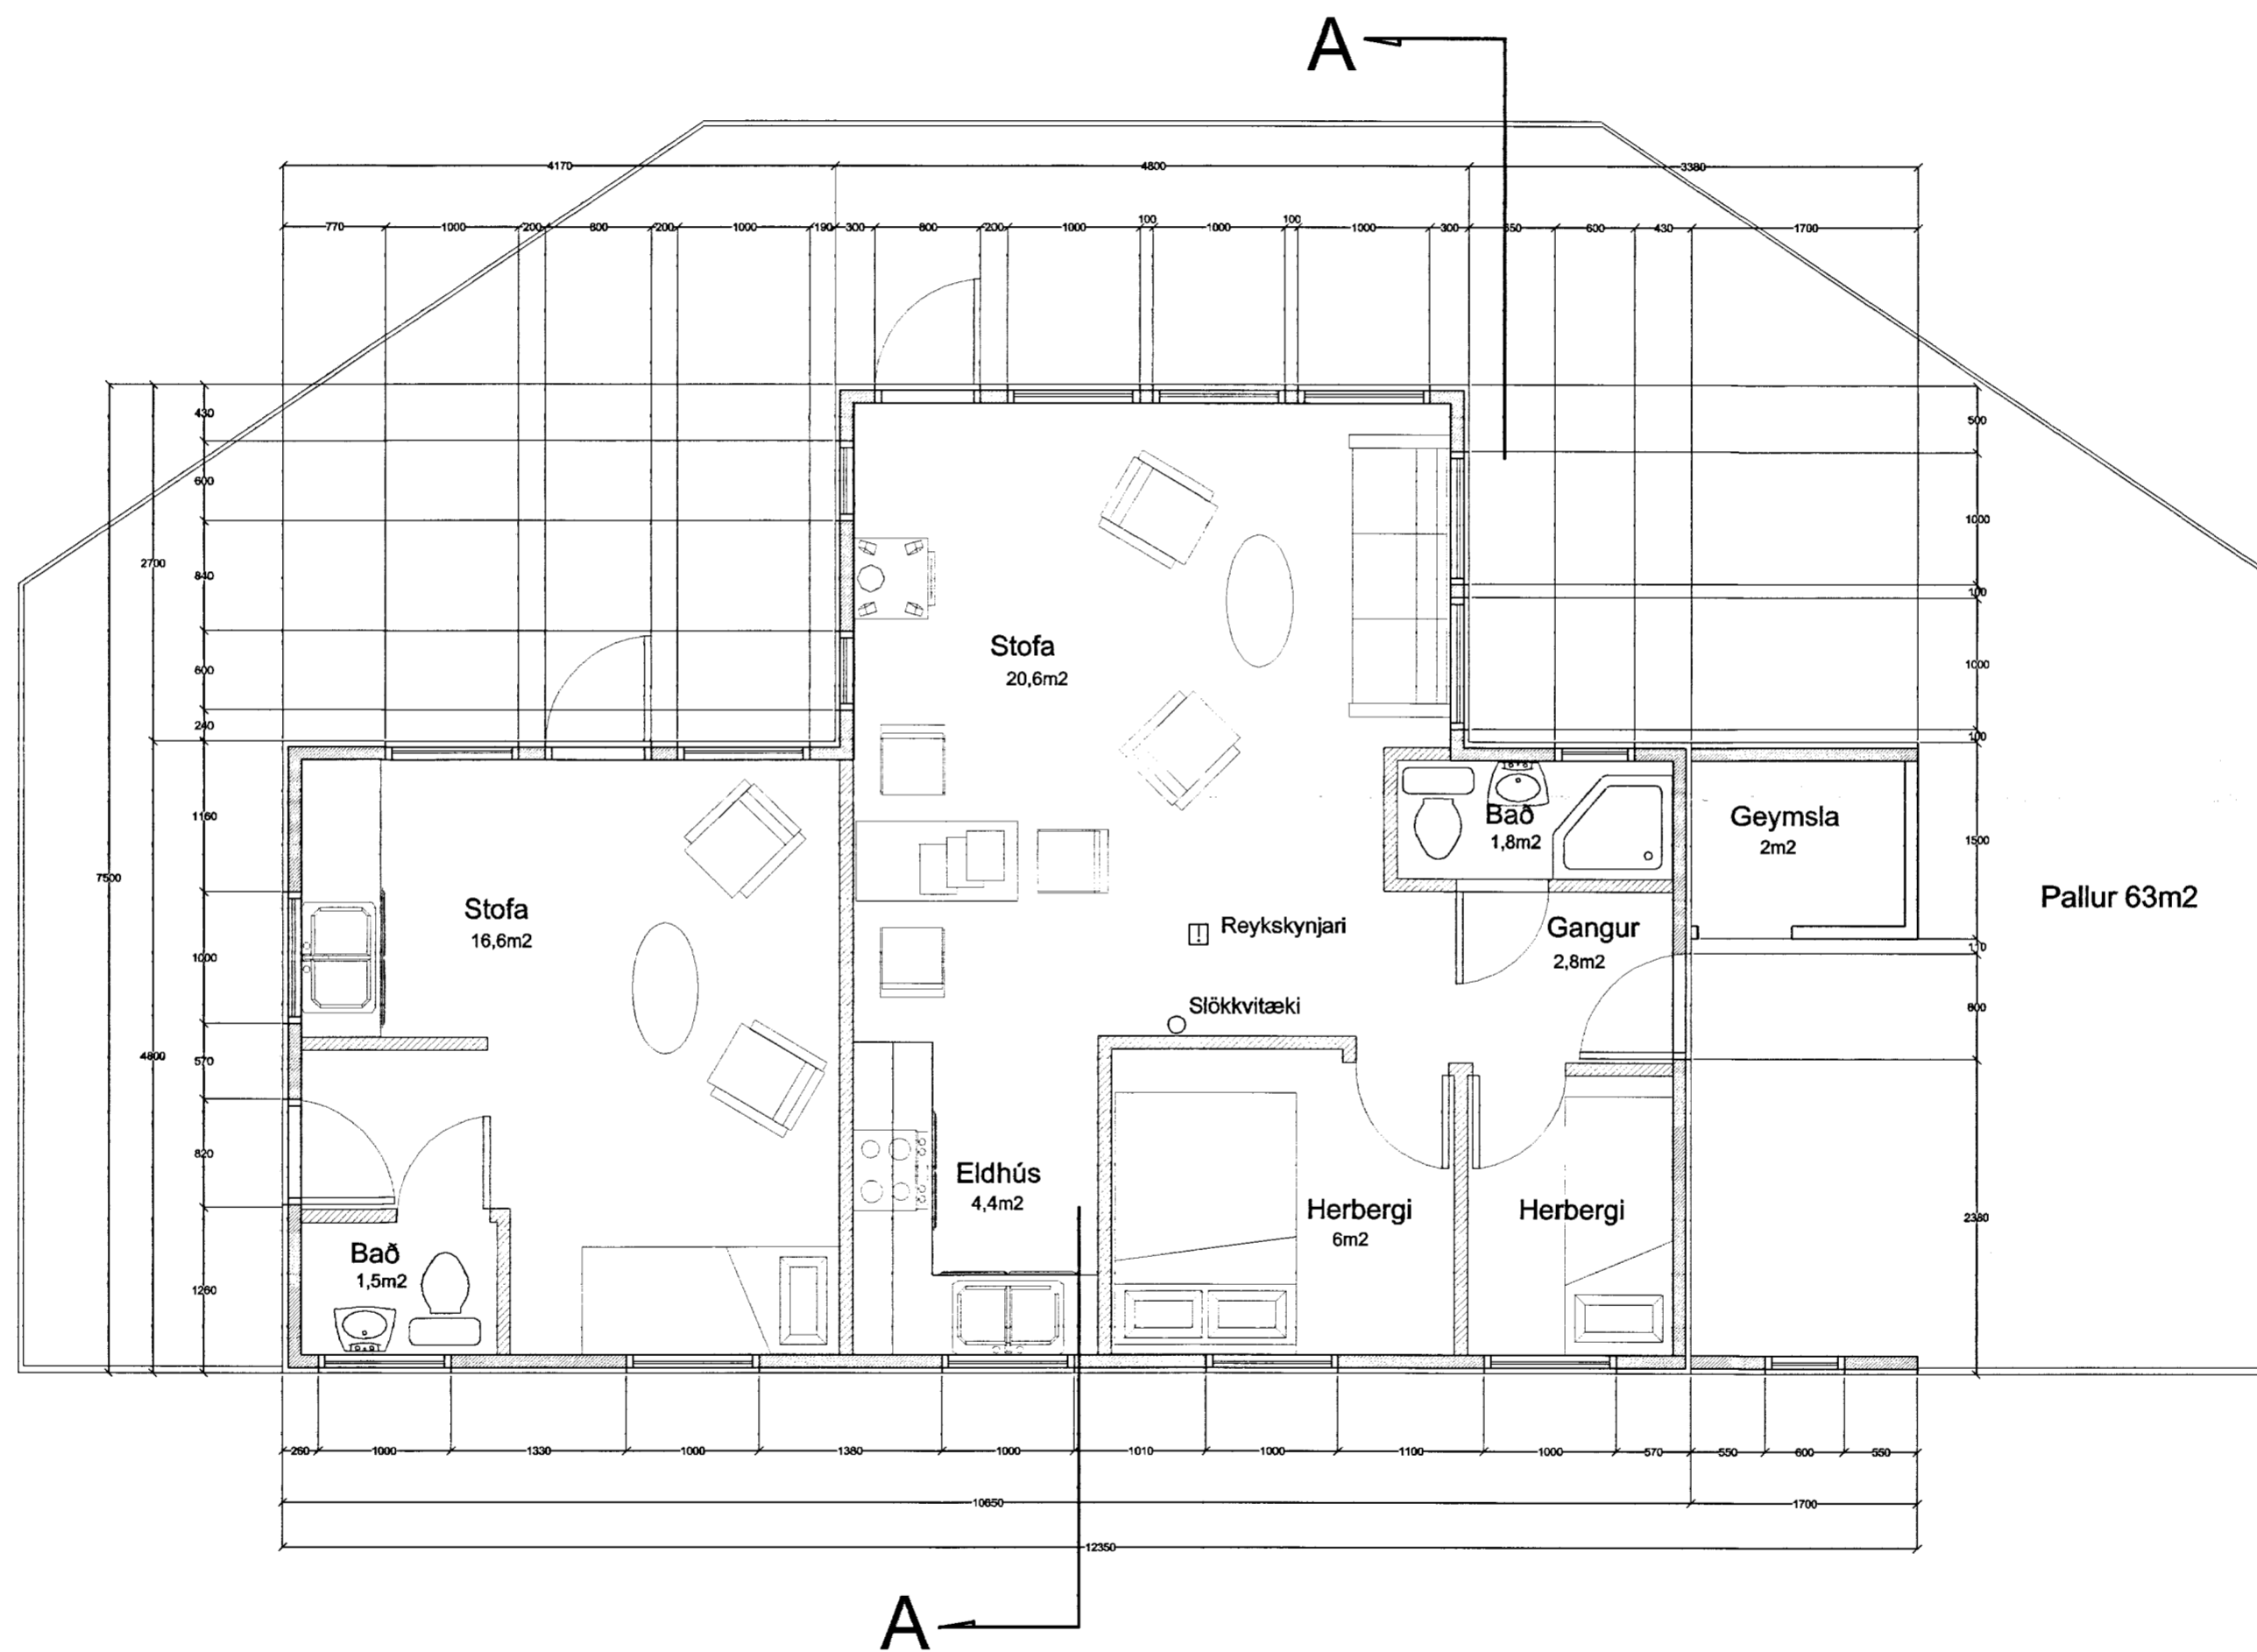 A
4170 4800 3380
770 1000 200 800 200 1000 190 300 800 200 1000 100 1000 100 1000 300 650 600 430 1700
430
600
840
600
240
1160
1000
570
820
1260
2700
4800
7500
500
1000
100
1000
100
1500
110
800
2380
Stofa
20,6m2
Bað
1,8m2
Geymsla
2m2
Pallur 63m2
Stofa
16,6m2
Reykskynjari
Gangur
2,8m2
Slökkvitæki
Eldhús
4,4m2
Herbergi
6m2
Herbergi
Bað
1,5m2
260 1000 1330 1000 1380 1000 1010 1000 1100 1000 570 550 600 550
10650 1700
12350
A